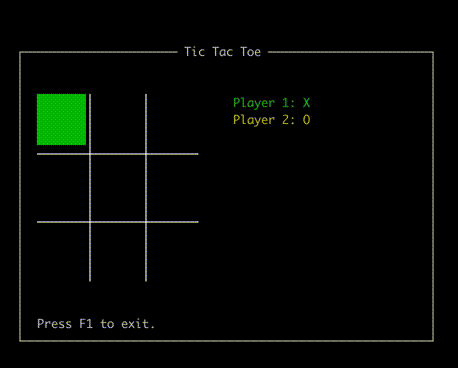 Tic Tac Toe
Player 1: X
Player 2: O
Press F1 to exit.